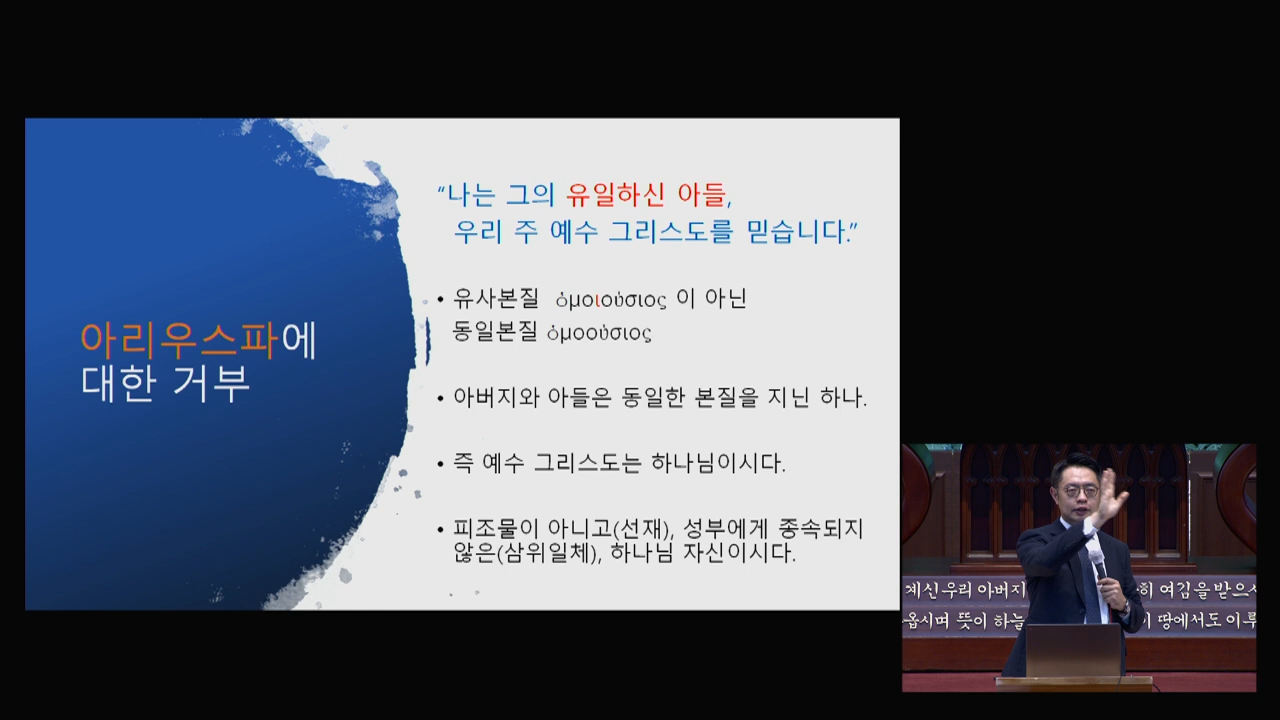 아리우스파에
대한 거부
“나는 그의 유일하신 아들,
우리 주 예수 그리스도를 믿습니다.”
• 유사본질 ὁμοιούσιος 이 아닌
동일본질 ὁμοούσιος
• 아버지와 아들은 동일한 본질을 지닌 하나.
• 즉 예수 그리스도는 하나님이시다.
• 피조물이 아니고(선재), 성부에게 중속되지
않은(삼위일체), 하나님 자신이시다.
계신 우리 아버지 히 여김을 받으시
옵시며 뜻이 하늘 이 땅에서도 이루